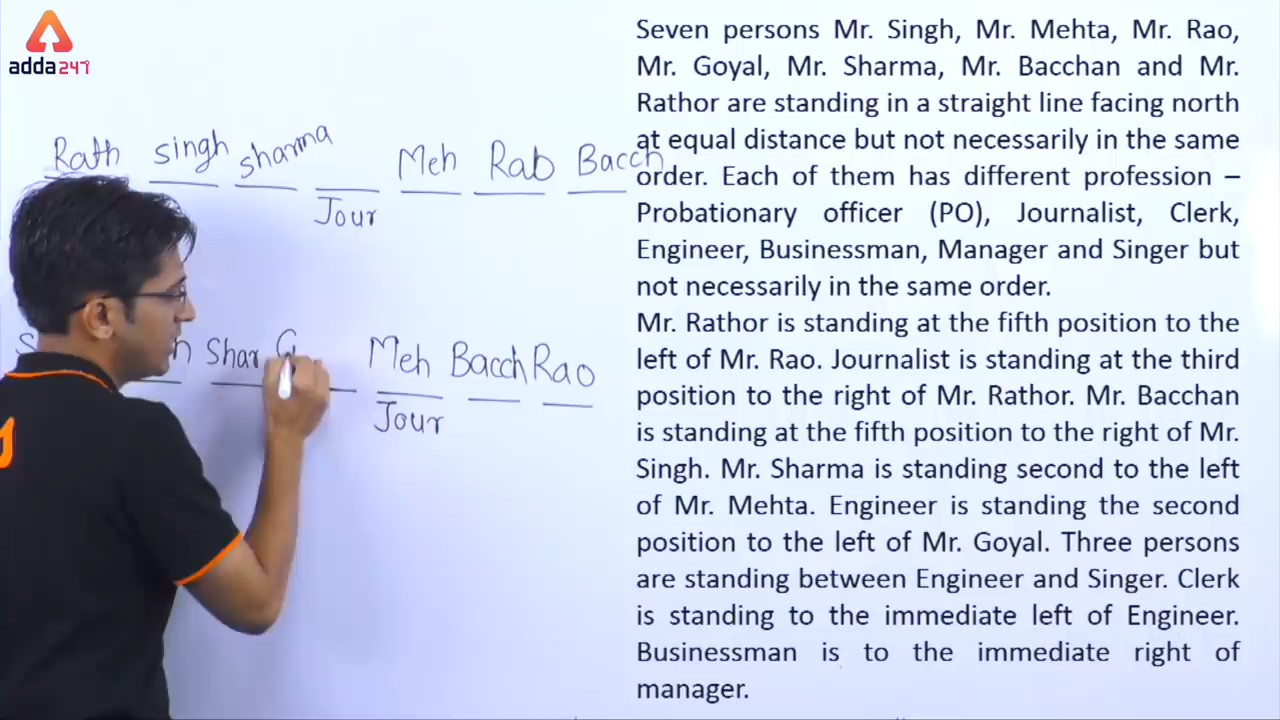 adda247
Rath singh sharma Meh Rao Bacch
Jour
S h Shar G Meh Bacch Rao
Jour
Seven persons Mr. Singh, Mr. Mehta, Mr. Rao,
Mr. Goyal, Mr. Sharma, Mr. Bacchan and Mr.
Rathor are standing in a straight line facing north
at equal distance but not necessarily in the same
order. Each of them has different profession –
Probationary officer (PO), Journalist, Clerk,
Engineer, Businessman, Manager and Singer but
not necessarily in the same order.
Mr. Rathor is standing at the fifth position to the
left of Mr. Rao. Journalist is standing at the third
position to the right of Mr. Rathor. Mr. Bacchan
is standing at the fifth position to the right of Mr.
Singh. Mr. Sharma is standing second to the left
of Mr. Mehta. Engineer is standing the second
position to the left of Mr. Goyal. Three persons
are standing between Engineer and Singer. Clerk
is standing to the immediate left of Engineer.
Businessman is to the immediate right of
manager.